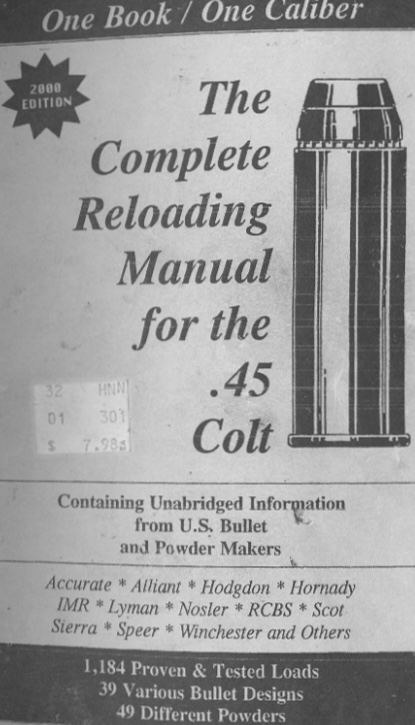 One Book / One Caliber
2000
EDITION
The
Complete
Reloading
Manual
for the
.45
Colt
32 HNN
01 301
$ 7.98
Containing Unabridged Information
from U.S. Bullet
and Powder Makers
Accurate * Alliant * Hodgdon * Hornady
IMR * Lyman * Nosler * RCBS * Scot
Sierra * Speer * Winchester and Others
1,184 Proven & Tested Loads
39 Various Bullet Designs
49 Different Powders